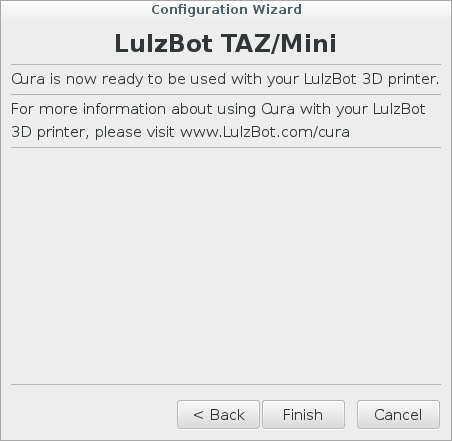 Configuration Wizard
LulzBot TAZ/Mini
Cura is now ready to be used with your LulzBot 3D printer.
For more information about using Cura with your LulzBot
3D printer, please visit www.LulzBot.com/cura
< Back
Finish
Cancel